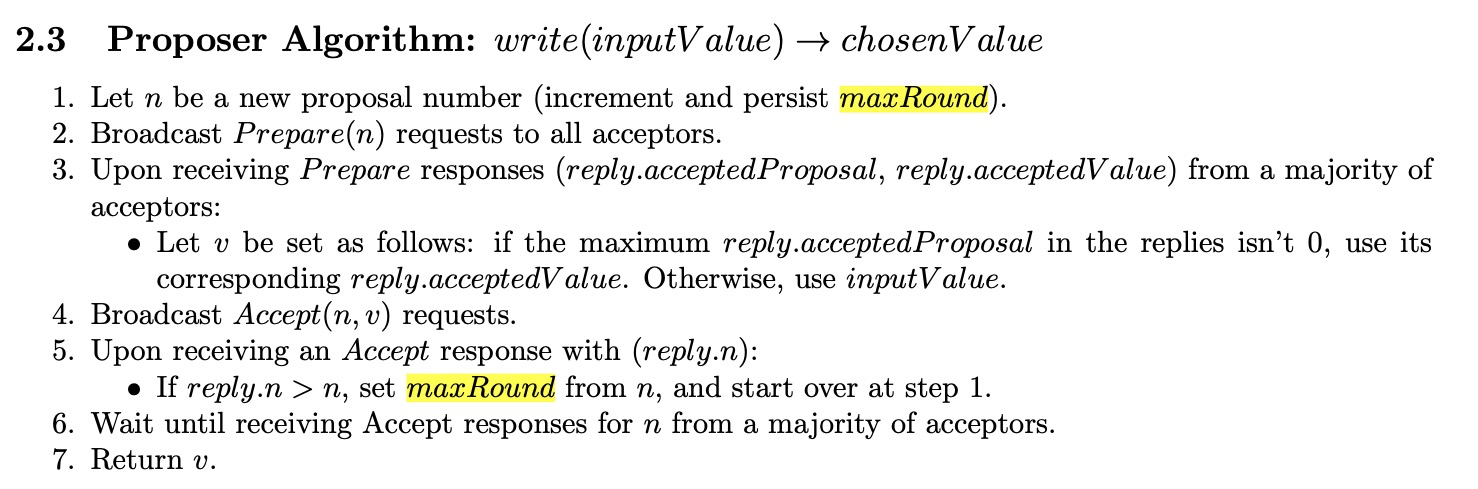 2.3 Proposer Algorithm: write(inputValue) → chosenValue
1. Let n be a new proposal number (increment and persist maxRound).
2. Broadcast Prepare(n) requests to all acceptors.
3. Upon receiving Prepare responses (reply.acceptedProposal, reply.acceptedValue) from a majority of
acceptors:
• Let v be set as follows: if the maximum reply.acceptedProposal in the replies isn't 0, use its
corresponding reply.acceptedValue. Otherwise, use inputValue.
4. Broadcast Accept(n, v) requests.
5. Upon receiving an Accept response with (reply.n):
• If reply.n > n, set maxRound from n, and start over at step 1.
6. Wait until receiving Accept responses for n from a majority of acceptors.
7. Return v.